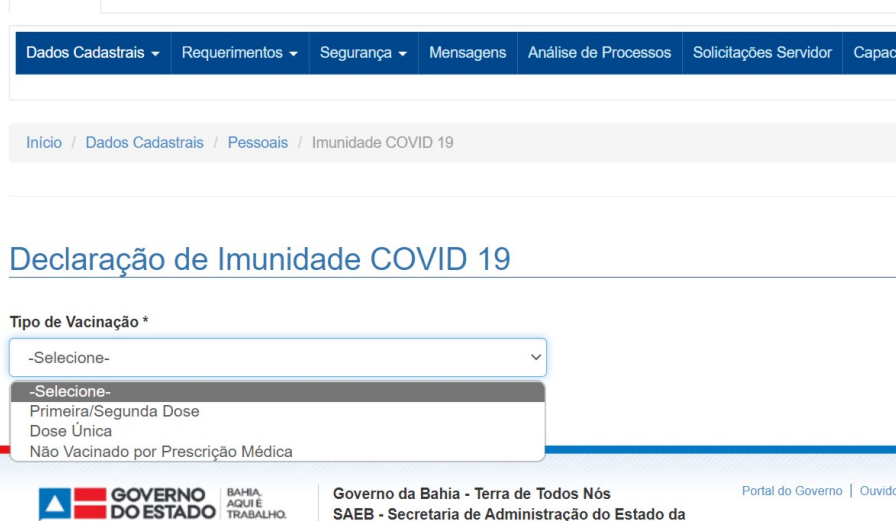 Dados Cadastrais Requerimentos Segurança Mensagens Análise de Processos Solicitações Servidor
Início / Dados Cadastrais / Pessoais / Imunidade COVID 19
Declaração de Imunidade COVID 19
Tipo de Vacinação *
-Selecione-
-Selecione-
Primeira/Segunda Dose
Dose Única
Não Vacinado por Prescrição Médica
GOVERNO
DO ESTADO
BAHIA.
AQUI É
TRABALHO.
Governo da Bahia - Terra de Todos Nós
SAEB - Secretaria de Administração do Estado da
Portal do Governo |